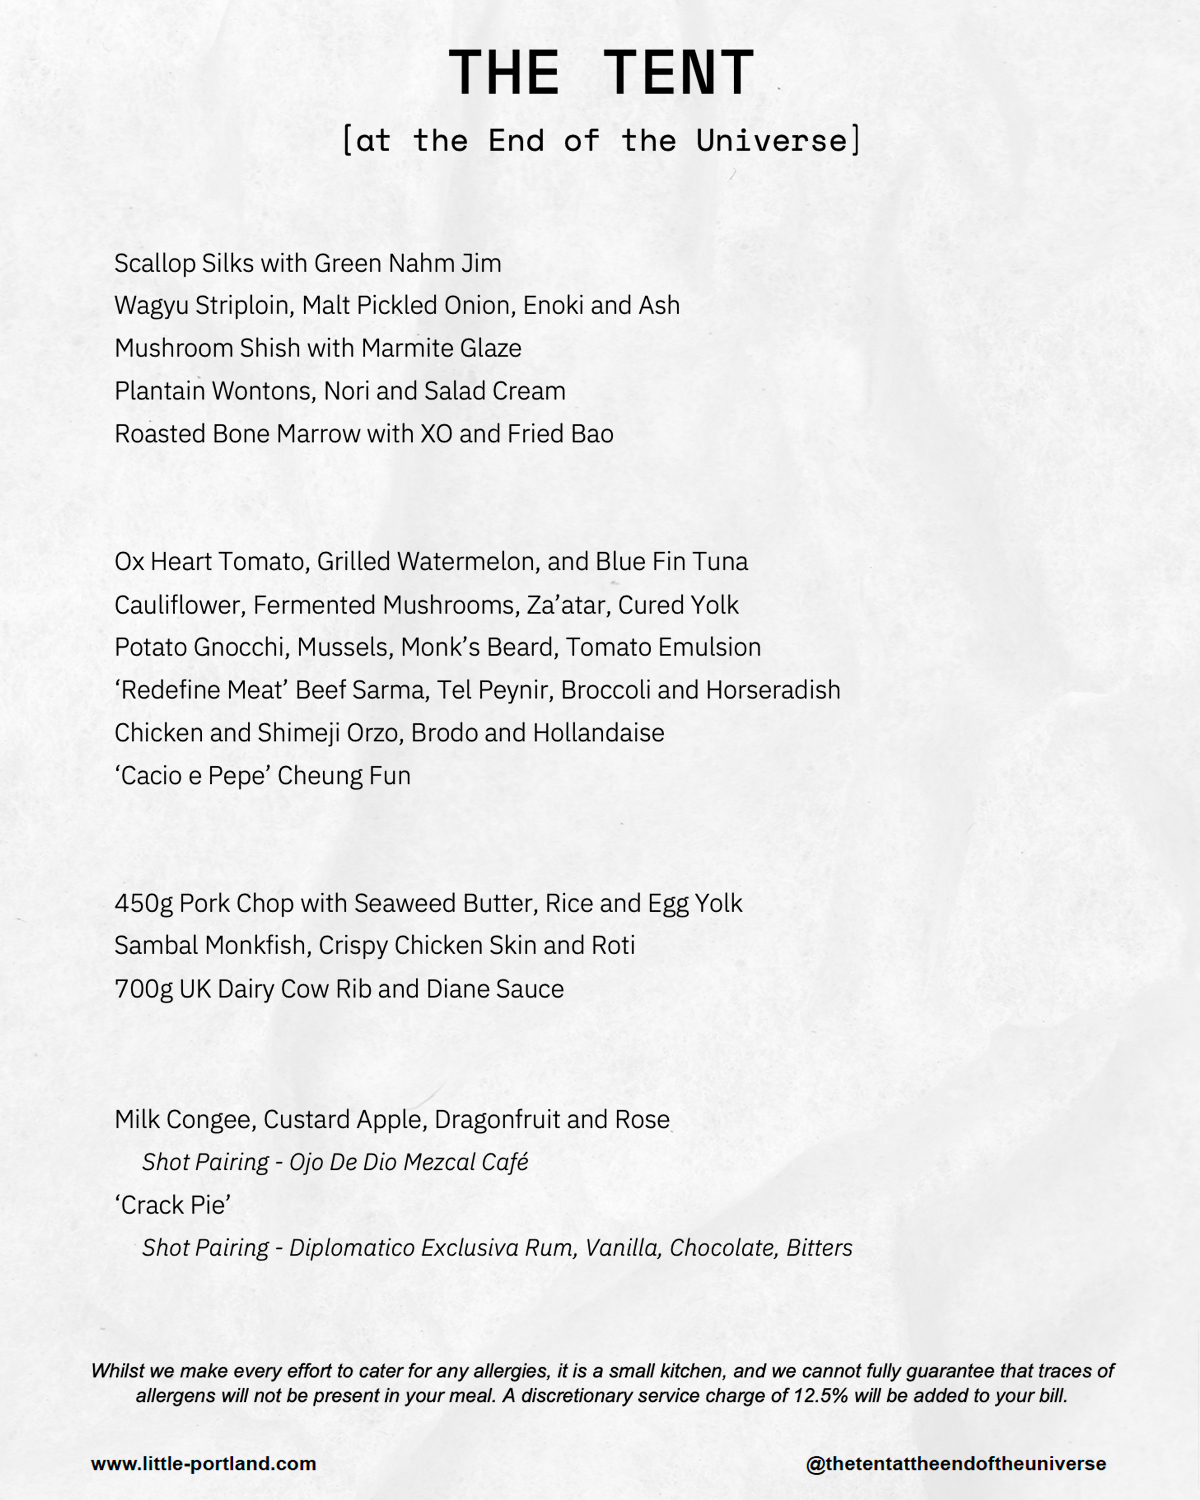 THE TENT
[at the End of the Universe]
Scallop Silks with Green Nahm Jim
Wagyu Striploin, Malt Pickled Onion, Enoki and Ash
Mushroom Shish with Marmite Glaze
Plantain Wontons, Nori and Salad Cream
Roasted Bone Marrow with XO and Fried Bao
Ox Heart Tomato, Grilled Watermelon, and Blue Fin Tuna
Cauliflower, Fermented Mushrooms, Za’atar, Cured Yolk
Potato Gnocchi, Mussels, Monk’s Beard, Tomato Emulsion
‘Redefine Meat’ Beef Sarma, Tel Peynir, Broccoli and Horseradish
Chicken and Shimeji Orzo, Brodo and Hollandaise
‘Cacio e Pepe’ Cheung Fun
450g Pork Chop with Seaweed Butter, Rice and Egg Yolk
Sambal Monkfish, Crispy Chicken Skin and Roti
700g UK Dairy Cow Rib and Diane Sauce
Milk Congee, Custard Apple, Dragonfruit and Rose
Shot Pairing - Ojo De Dio Mezcal Café
‘Crack Pie’
Shot Pairing - Diplomatico Exclusiva Rum, Vanilla, Chocolate, Bitters
Whilst we make every effort to cater for any allergies, it is a small kitchen, and we cannot fully guarantee that traces of
allergens will not be present in your meal. A discretionary service charge of 12.5% will be added to your bill.
www.little-portland.com
@thetentattheendoftheuniverse